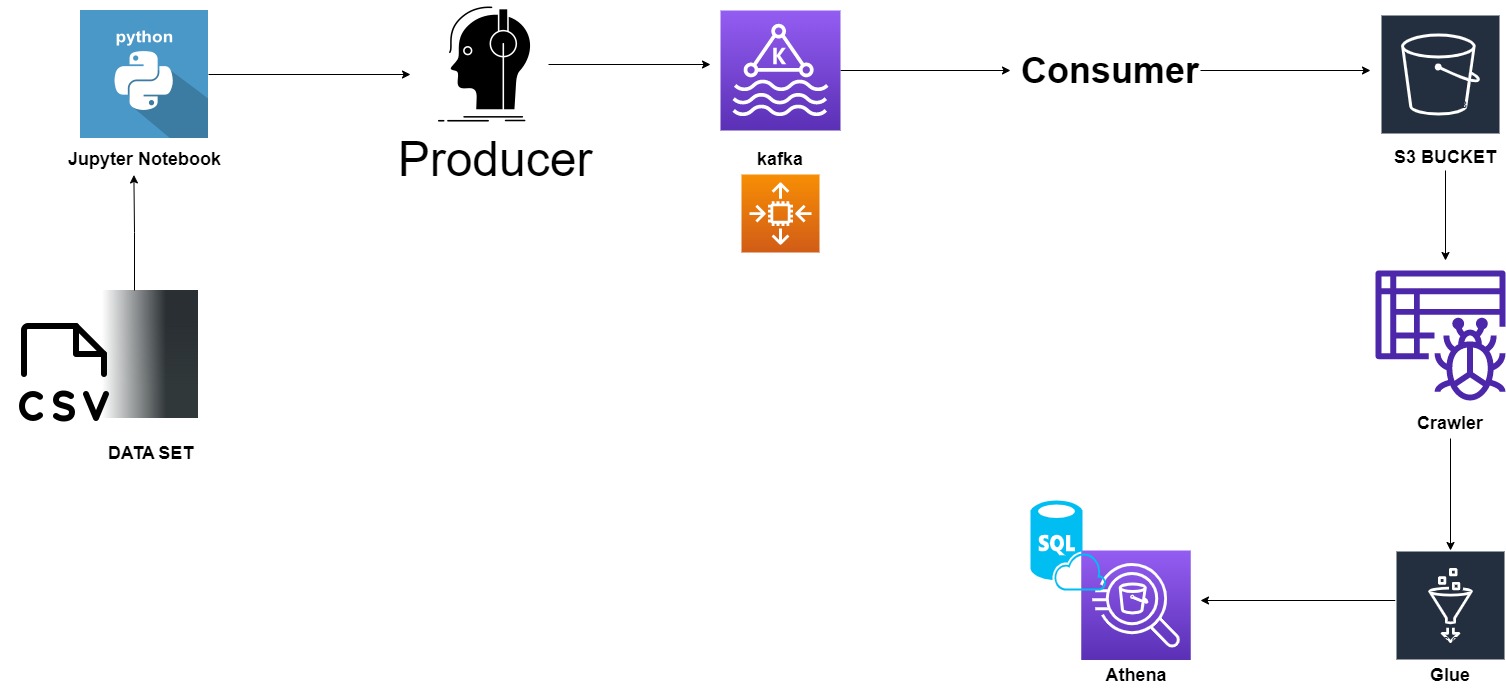 python
Jupyter Notebook
Producer
K
kafka
Consumer
S3 BUCKET
CSV
DATA SET
Crawler
SQL
Athena
Glue